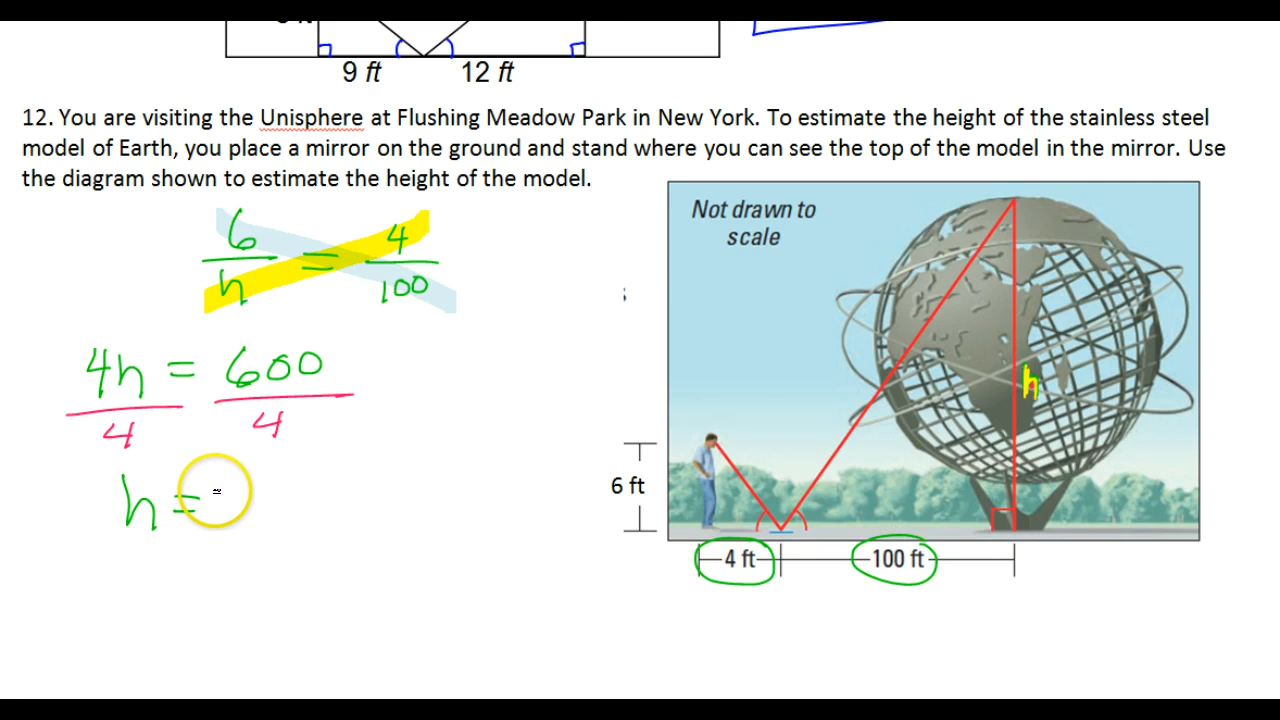 9 ft 12 ft
12. You are visiting the Unisphere at Flushing Meadow Park in New York. To estimate the height of the stainless steel
model of Earth, you place a mirror on the ground and stand where you can see the top of the model in the mirror. Use
the diagram shown to estimate the height of the model.
6/h = 4/100
4h = 600
4 4
h =
Not drawn to
scale
h
6 ft
4 ft 100 ft